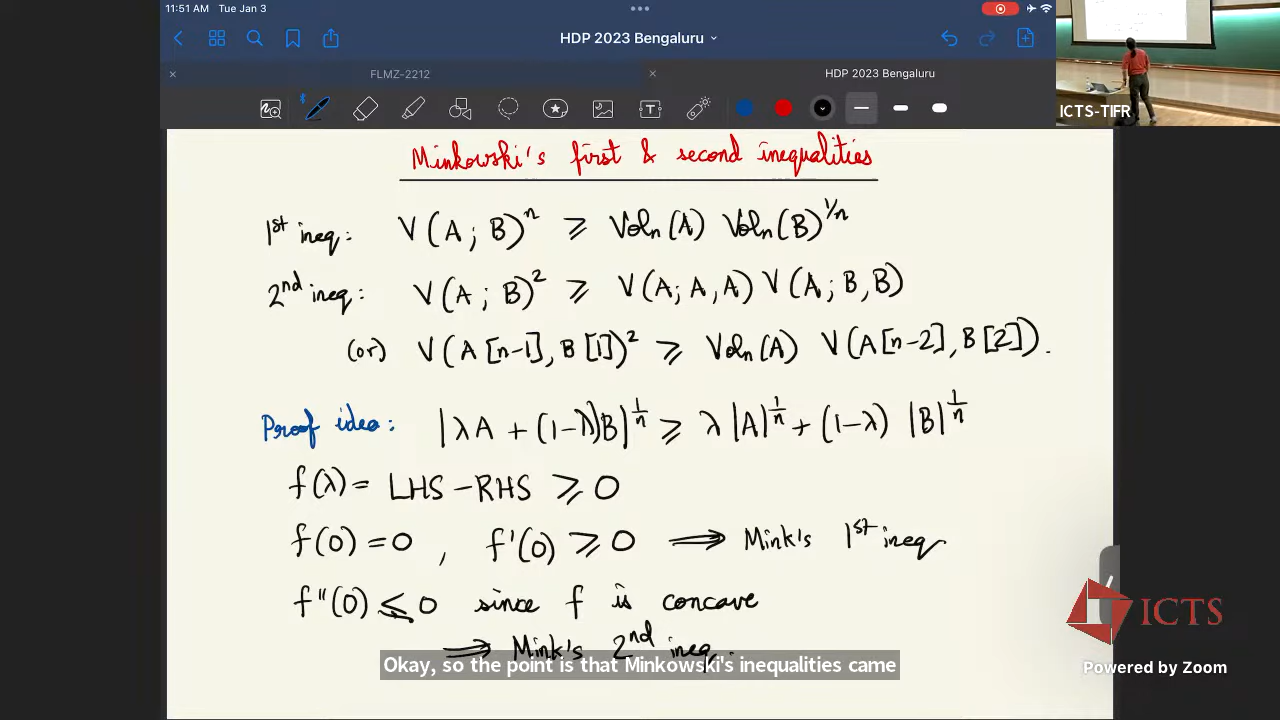 11:51 AM Tue Jan 3
HDP 2023 Bengaluru
FLMZ-2212
HDP 2023 Bengaluru
ICTS-TIFR
Minkowski's first & second inequalities
1st ineq: V(A; B)^n ≥ Vol_n(A) Vol_n(B)^{1/n}
2nd ineq: V(A; B)^2 ≥ V(A; A, A) V(A; B, B)
(or) V(A[n-1], B[1])^2 ≥ Vol_n(A) V(A[n-2], B[2]).
Proof idea: |λA + (1-λ)B|^{1/n} ≥ λ|A|^{1/n} + (1-λ) |B|^{1/n}
f(λ) = LHS - RHS ≥ 0
f(0) = 0, f'(0) ≥ 0 ⟹ Mink's 1st ineq
f''(0) ≤ 0 since f is concave
⟹ Mink's 2nd ineq.
Okay, so the point is that Minkowski's inequalities came
ICTS
Powered by Zoom